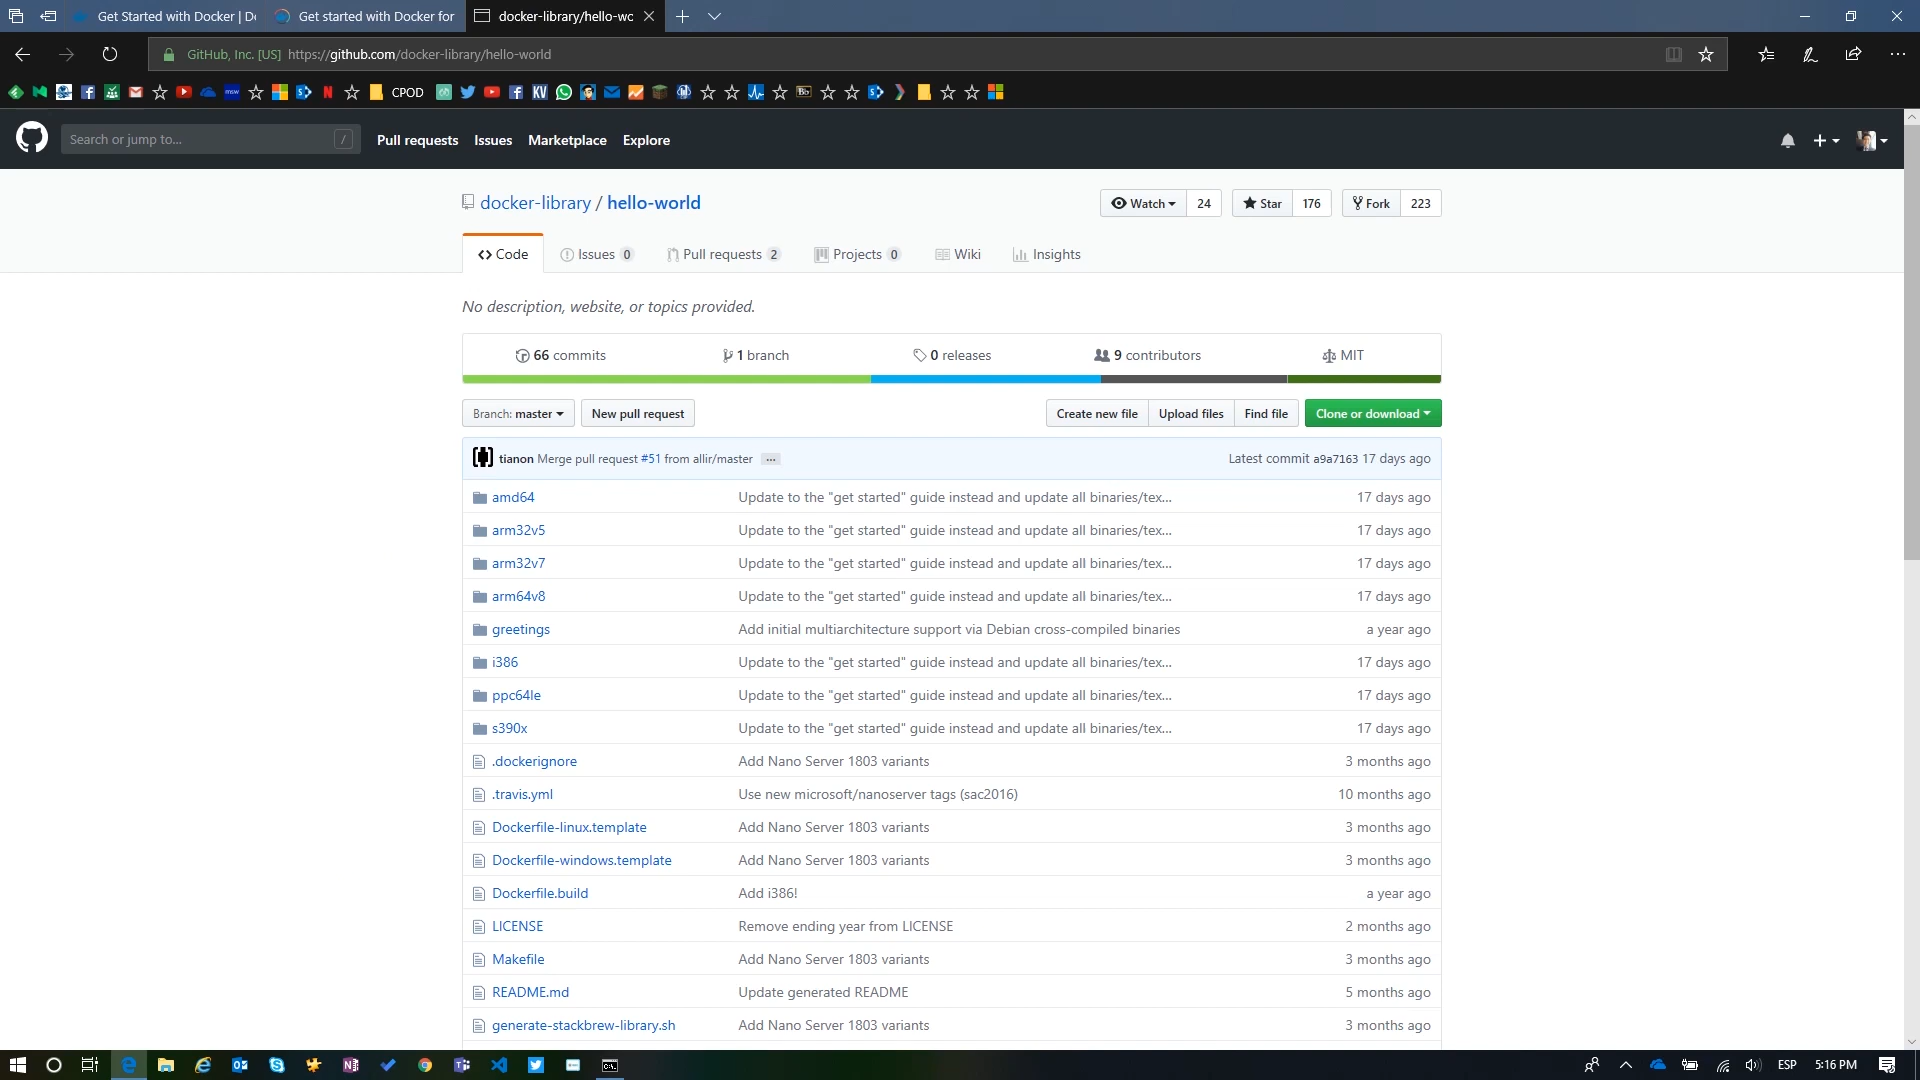 Get Started with Docker | Do
Get started with Docker for
docker-library/hello-wo
GitHub, Inc. [US] https://github.com/docker-library/hello-world
CPOD
Search or jump to... /
Pull requests
Issues
Marketplace
Explore
docker-library / hello-world
Watch 24
Star 176
Fork 223
Code
Issues 0
Pull requests 2
Projects 0
Wiki
Insights
No description, website, or topics provided.
66 commits
1 branch
0 releases
9 contributors
MIT
Branch: master
New pull request
Create new file
Upload files
Find file
Clone or download
tianon Merge pull request #51 from allir/master ... Latest commit a9a7163 17 days ago
amd64 Update to the "get started" guide instead and update all binaries/tex... 17 days ago
arm32v5 Update to the "get started" guide instead and update all binaries/tex... 17 days ago
arm32v7 Update to the "get started" guide instead and update all binaries/tex... 17 days ago
arm64v8 Update to the "get started" guide instead and update all binaries/tex... 17 days ago
greetings Add initial multiarchitecture support via Debian cross-compiled binaries a year ago
i386 Update to the "get started" guide instead and update all binaries/tex... 17 days ago
ppc64le Update to the "get started" guide instead and update all binaries/tex... 17 days ago
s390x Update to the "get started" guide instead and update all binaries/tex... 17 days ago
.dockerignore Add Nano Server 1803 variants 3 months ago
.travis.yml Use new microsoft/nanoserver tags (sac2016) 10 months ago
Dockerfile-linux.template Add Nano Server 1803 variants 3 months ago
Dockerfile-windows.template Add Nano Server 1803 variants 3 months ago
Dockerfile.build Add i386! a year ago
LICENSE Remove ending year from LICENSE 2 months ago
Makefile Add Nano Server 1803 variants 3 months ago
README.md Update generated README 5 months ago
generate-stackbrew-library.sh Add Nano Server 1803 variants 3 months ago
ESP 5:16 PM